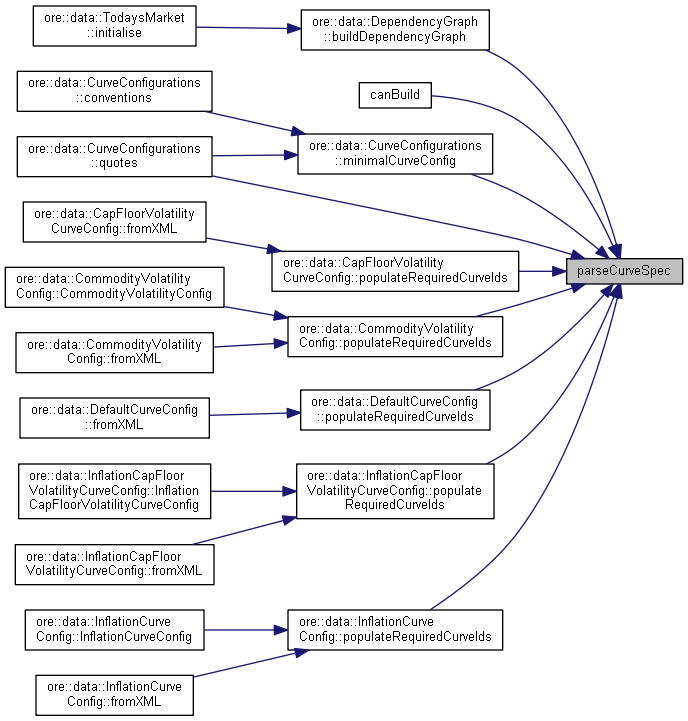 ore::data::TodaysMarket
::initialise
ore::data::DependencyGraph
::buildDependencyGraph
ore::data::CurveConfigurations
::conventions
canBuild
ore::data::CurveConfigurations
::quotes
ore::data::CurveConfigurations
::minimalCurveConfig
ore::data::CapFloorVolatility
CurveConfig::fromXML
ore::data::CapFloorVolatility
CurveConfig::populateRequiredCurveIds
parseCurveSpec
ore::data::CommodityVolatility
Config::CommodityVolatilityConfig
ore::data::CommodityVolatility
Config::populateRequiredCurveIds
ore::data::CommodityVolatility
Config::fromXML
ore::data::DefaultCurveConfig
::fromXML
ore::data::DefaultCurveConfig
::populateRequiredCurveIds
ore::data::InflationCapFloor
VolatilityCurveConfig::Inflation
CapFloorVolatilityCurveConfig
ore::data::InflationCapFloor
VolatilityCurveConfig::populate
RequiredCurveIds
ore::data::InflationCapFloor
VolatilityCurveConfig::fromXML
ore::data::InflationCurve
Config::InflationCurveConfig
ore::data::InflationCurve
Config::populateRequiredCurveIds
ore::data::InflationCurve
Config::fromXML